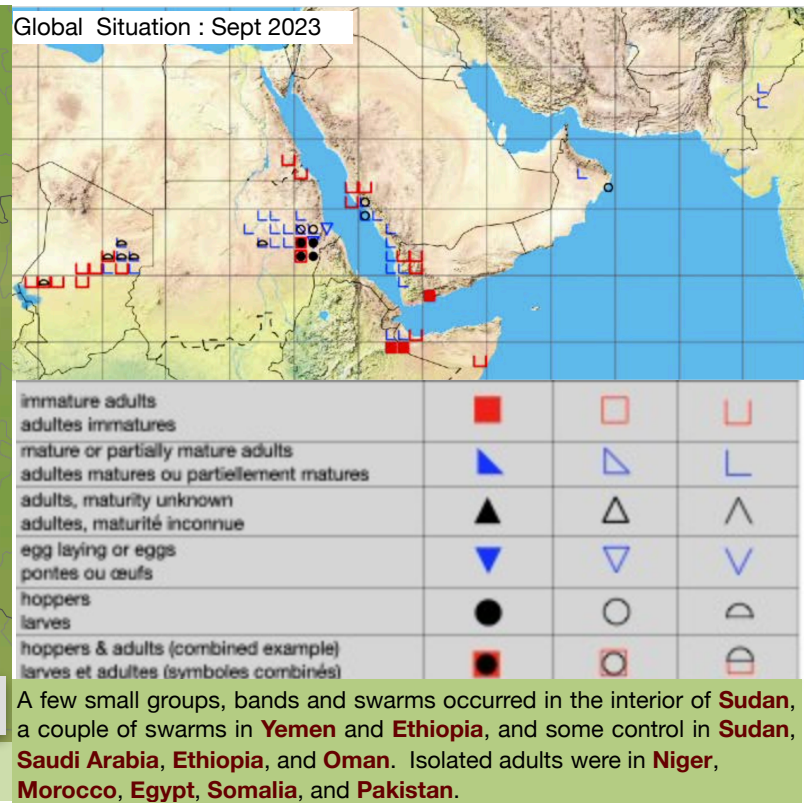 Global Situation : Sept 2023
immature adults
adultes immatures
mature or partially mature adults
adultes matures ou partiellement matures
adults, maturity unknown
adultes, maturité inconnue
egg laying or eggs
pontes ou œufs
hoppers
larves
hoppers & adults (combined example)
larves et adultes (symboles combinés)
A few small groups, bands and swarms occurred in the interior of Sudan,
a couple of swarms in Yemen and Ethiopia, and some control in Sudan,
Saudi Arabia, Ethiopia, and Oman. Isolated adults were in Niger,
Morocco, Egypt, Somalia, and Pakistan.